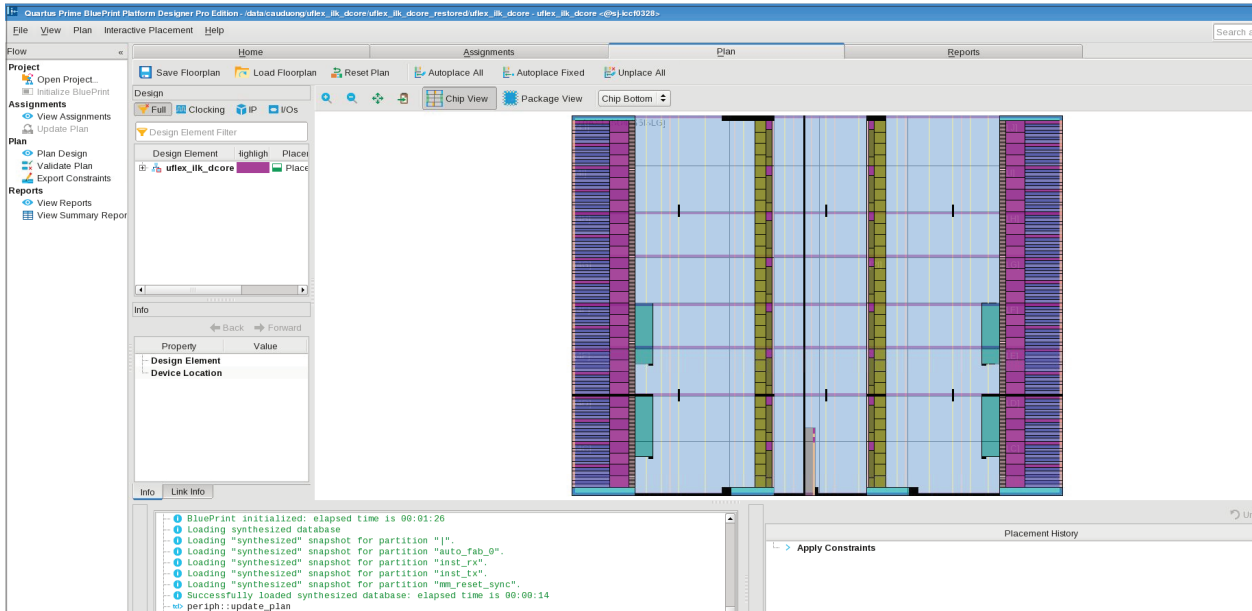 Quartus Prime BluePrint Platform Designer Pro Edition - /data/cauduong/uflex_ilk_dcore/uflex_ilk_dcore_restored/uflex_ilk_dcore - uflex_ilk_dcore <@sj-iccf0328>
File View Plan Interactive Placement Help
Search a
Flow «
Home Assignments Plan Reports
Project
Open Project...
Initialize BluePrint
Assignments
View Assignments
Update Plan
Plan
Plan Design
Validate Plan
Export Constraints
Reports
View Reports
View Summary Repor
Save Floorplan Load Floorplan Reset Plan Autoplace All Autoplace Fixed Unplace All
Design
Full Clocking IP I/Os
Design Element Filter
Design Element Highligh Placer
uflex_ilk_dcore Place
Chip View Package View Chip Bottom
Info
Back Forward
Property Value
Design Element
Device Location
Info Link Info
BluePrint initialized: elapsed time is 00:01:26
Loading synthesized database
Loading "synthesized" snapshot for partition "|".
Loading "synthesized" snapshot for partition "auto_fab_0".
Loading "synthesized" snapshot for partition "inst_rx".
Loading "synthesized" snapshot for partition "inst_tx".
Loading "synthesized" snapshot for partition "mm_reset_sync".
Successfully loaded synthesized database: elapsed time is 00:00:14
tcl> periph::update_plan
Un
Placement History
> Apply Constraints